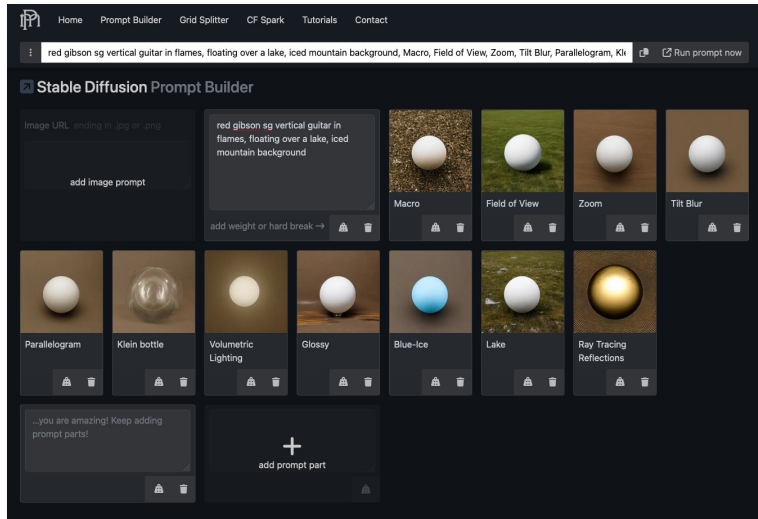 Home Prompt Builder Grid Splitter CF Spark Tutorials Contact
red gibson sg vertical guitar in flames, floating over a lake, iced mountain background, Macro, Field of View, Zoom, Tilt Blur, Parallelogram, Kle
Run prompt now
Stable Diffusion Prompt Builder
Image URL ending in .jpg or .png
add image prompt
red gibson sg vertical guitar in
flames, floating over a lake, iced
mountain background
add weight or hard break →
Macro
Field of View
Zoom
Tilt Blur
Parallelogram
Klein bottle
Volumetric
Lighting
Glossy
Blue-Ice
Lake
Ray Tracing
Reflections
...you are amazing! Keep adding
prompt parts!
add prompt part